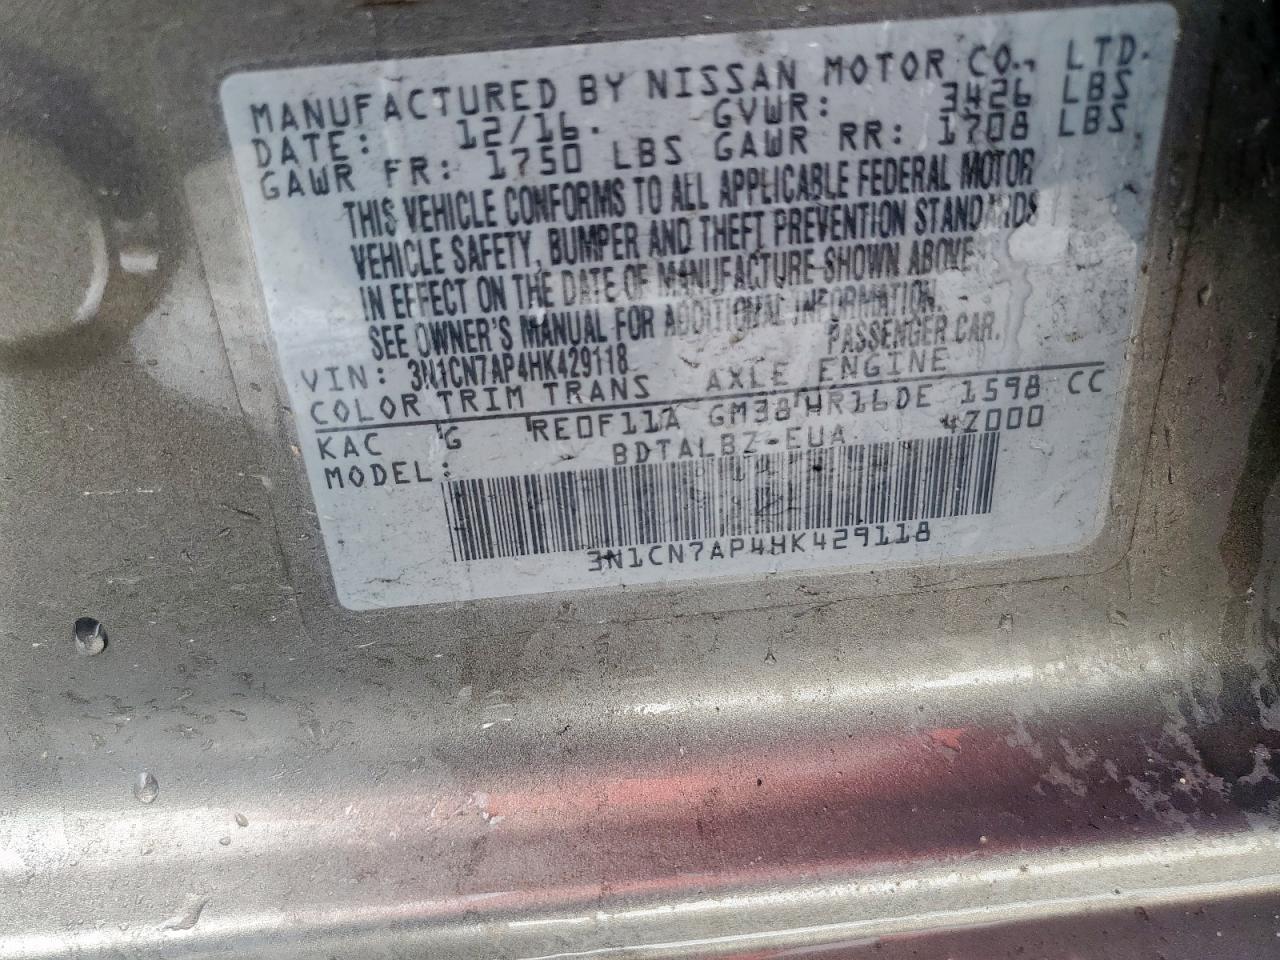 MANUFACTURED BY NISSAN MOTOR CO., LTD.
DATE: 12/16. GVWR: 3426 LBS
GAWR FR: 1750 LBS GAWR RR: 1708 LBS
THIS VEHICLE CONFORMS TO ALL APPLICABLE FEDERAL MOTOR
VEHICLE SAFETY, BUMPER AND THEFT PREVENTION STANDARDS
IN EFFECT ON THE DATE OF MANUFACTURE SHOWN ABOVE.
SEE OWNER'S MANUAL FOR ADDITIONAL INFORMATION.
VIN: 3N1CN7AP4HK429118 PASSENGER CAR.
COLOR TRIM TRANS AXLE ENGINE
KAC G RE0F11A GM38 HR16DE 1598 CC
MODEL: BDTALBZ-EUA 4Z000
3N1CN7AP4HK429118